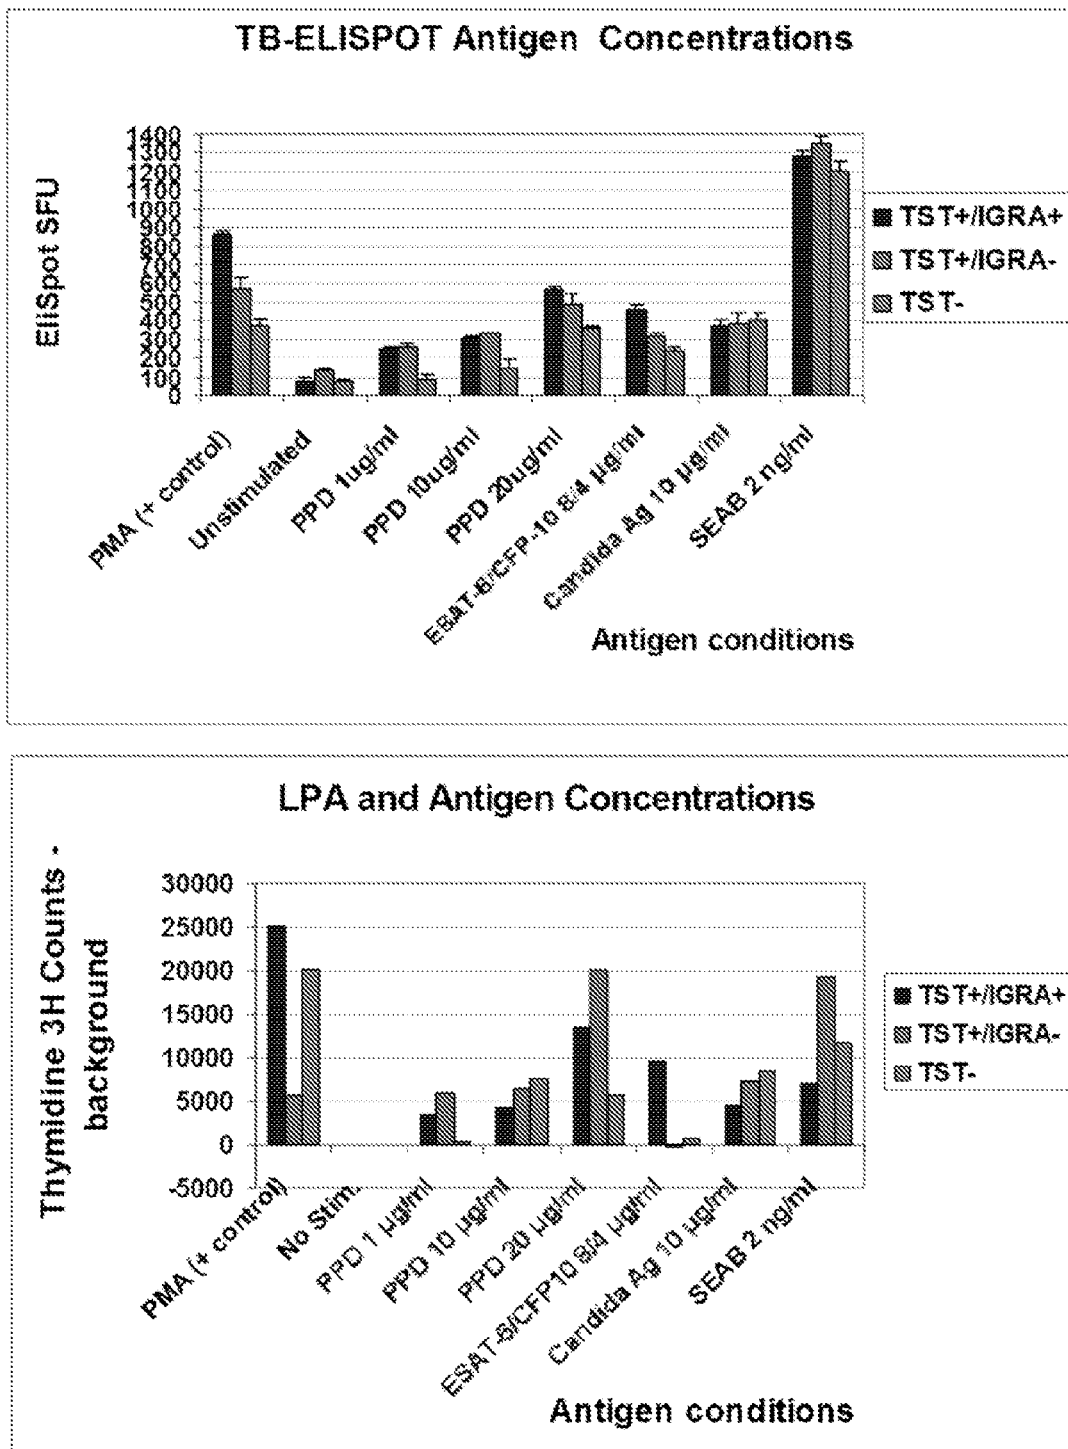 TB-ELISPOT Antigen Concentrations
EliSpot SFU
1400
1300
1200
1100
1000
900
800
700
600
500
400
300
200
100
0
PMA (+ control)
Unstimulated
PPD 1ug/ml
PPD 10ug/ml
PPD 20ug/ml
ESAT-6/CFP-10 8/4 µg/ml
Candida Ag 10 µg/ml
SEAB 2 ng/ml
Antigen conditions
TST+/IGRA+
TST+/IGRA-
TST-
LPA and Antigen Concentrations
Thymidine 3H Counts -
background
30000
25000
20000
15000
10000
5000
0
-5000
PMA (+ control)
No Stim.
PPD 1 µg/ml
PPD 10 µg/ml
PPD 20 µg/ml
ESAT-6/CFP10 8/4 µg/ml
Candida Ag 10 µg/ml
SEAB 2 ng/ml
Antigen conditions
TST+/IGRA+
TST+/IGRA-
TST-